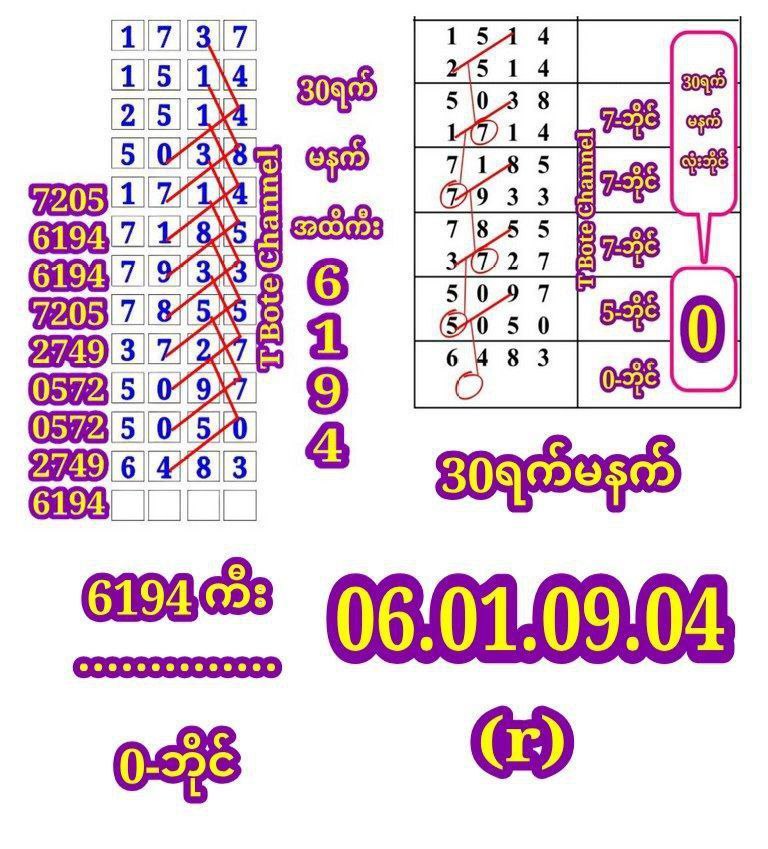 1 7 3 7
1 5 1 4
2 5 1 4
5 0 3 8
7205 1 7 1 4
6194 7 1 8 5
6194 7 9 3 3
7205 7 8 5 5
2749 3 7 2 7
0572 5 0 9 7
0572 5 0 5 0
2749 6 4 8 3
6194
T Bote Channel
30ရက်
မနက်
အထိကီး
6
1
9
4
1 5 1 4
2 5 1 4
5 0 3 8
1 7 1 4
7-ဘိုင်
7 1 8 5
7 9 3 3
7-ဘိုင်
7 8 5 5
3 7 2 7
7-ဘိုင်
5 0 9 7
5 0 5 0
5-ဘိုင်
6 4 8 3
0-ဘိုင်
T Bote Channel
30ရက်
မနက်
လုံးဘိုင်
0
30ရက်မနက်
6194 ကီး
..............
0-ဘိုင်
06.01.09.04
(r)